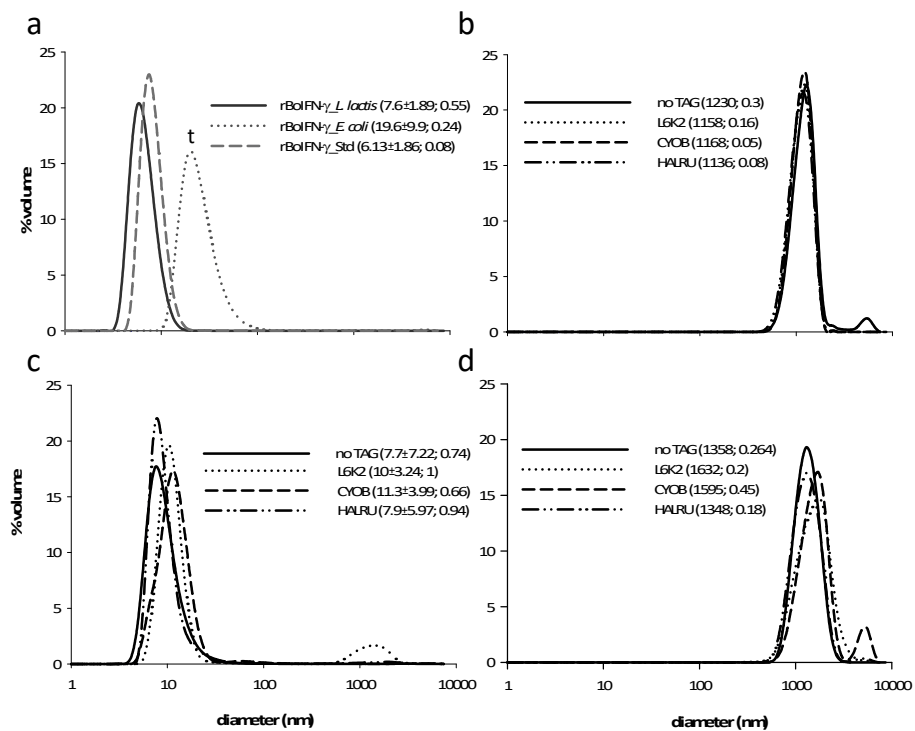 a
25
20
15
10
5
0
%volume
t
rBoIFN-γ_L lactis (7.6±1.89; 0.55)
rBoIFN-γ_E coli (19.6±9.9; 0.24)
rBoIFN-γ_Std (6.13±1.86; 0.08)
b
25
20
15
10
5
0
no TAG (1230; 0.3)
L6K2 (1158; 0.16)
CYOB (1168; 0.05)
HALRU (1136; 0.08)
c
25
20
15
10
5
0
%volume
no TAG (7.7±7.22; 0.74)
L6K2 (10±3.24; 1)
CYOB (11.3±3.99; 0.66)
HALRU (7.9±5.97; 0.94)
1 10 100 1000 10000
diameter (nm)
d
25
20
15
10
5
0
no TAG (1358; 0.264)
L6K2 (1632; 0.2)
CYOB (1595; 0.45)
HALRU (1348; 0.18)
1 10 100 1000 10000
diameter (nm)